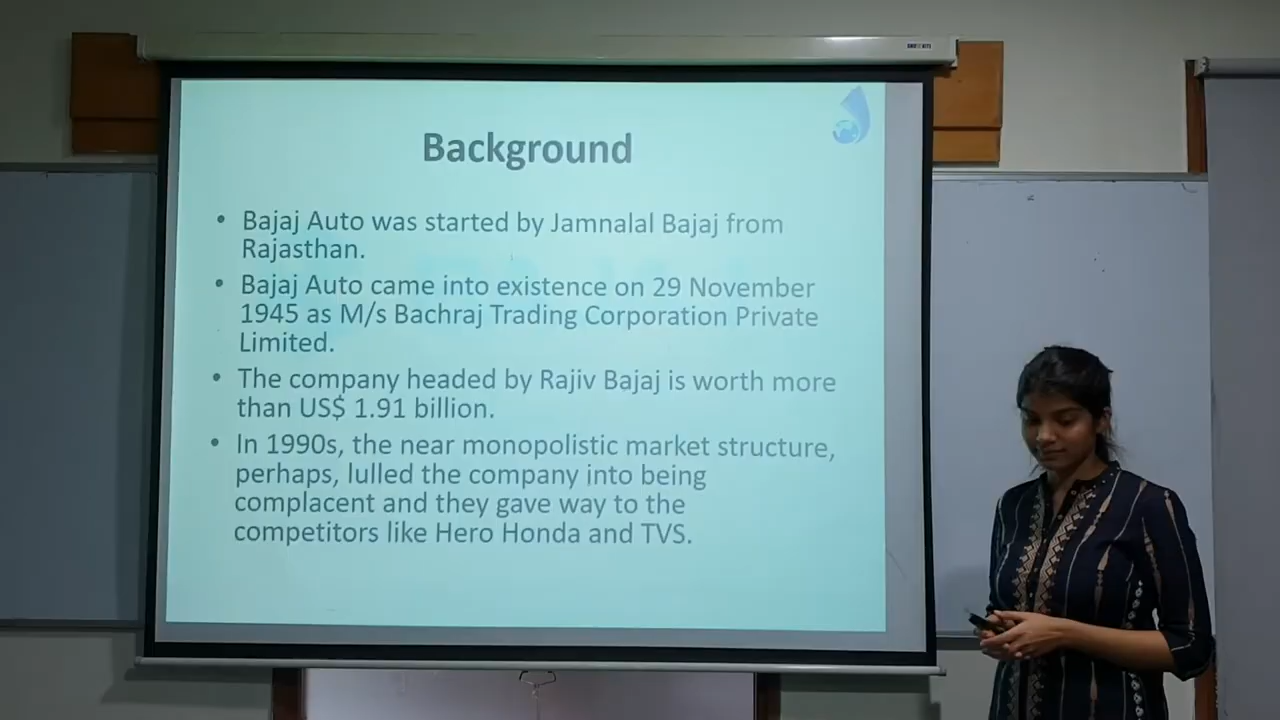 Background
• Bajaj Auto was started by Jamnalal Bajaj from
Rajasthan.
• Bajaj Auto came into existence on 29 November
1945 as M/s Bachraj Trading Corporation Private
Limited.
• The company headed by Rajiv Bajaj is worth more
than US$ 1.91 billion.
• In 1990s, the near monopolistic market structure,
perhaps, lulled the company into being
complacent and they gave way to the
competitors like Hero Honda and TVS.